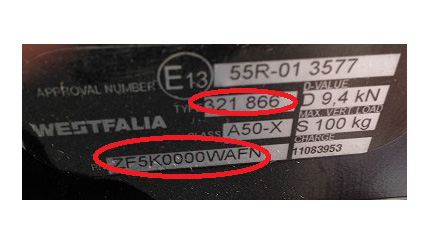 E13 55R-01 3577
APPROVAL NUMBER
D-VALUE
TYPE 321 866 D 9,4 kN
MAX. VERT. LOAD
WESTFALIA CLASS A50-X S 100 kg
CHARGE
ZF5K0000WAFN 11083953